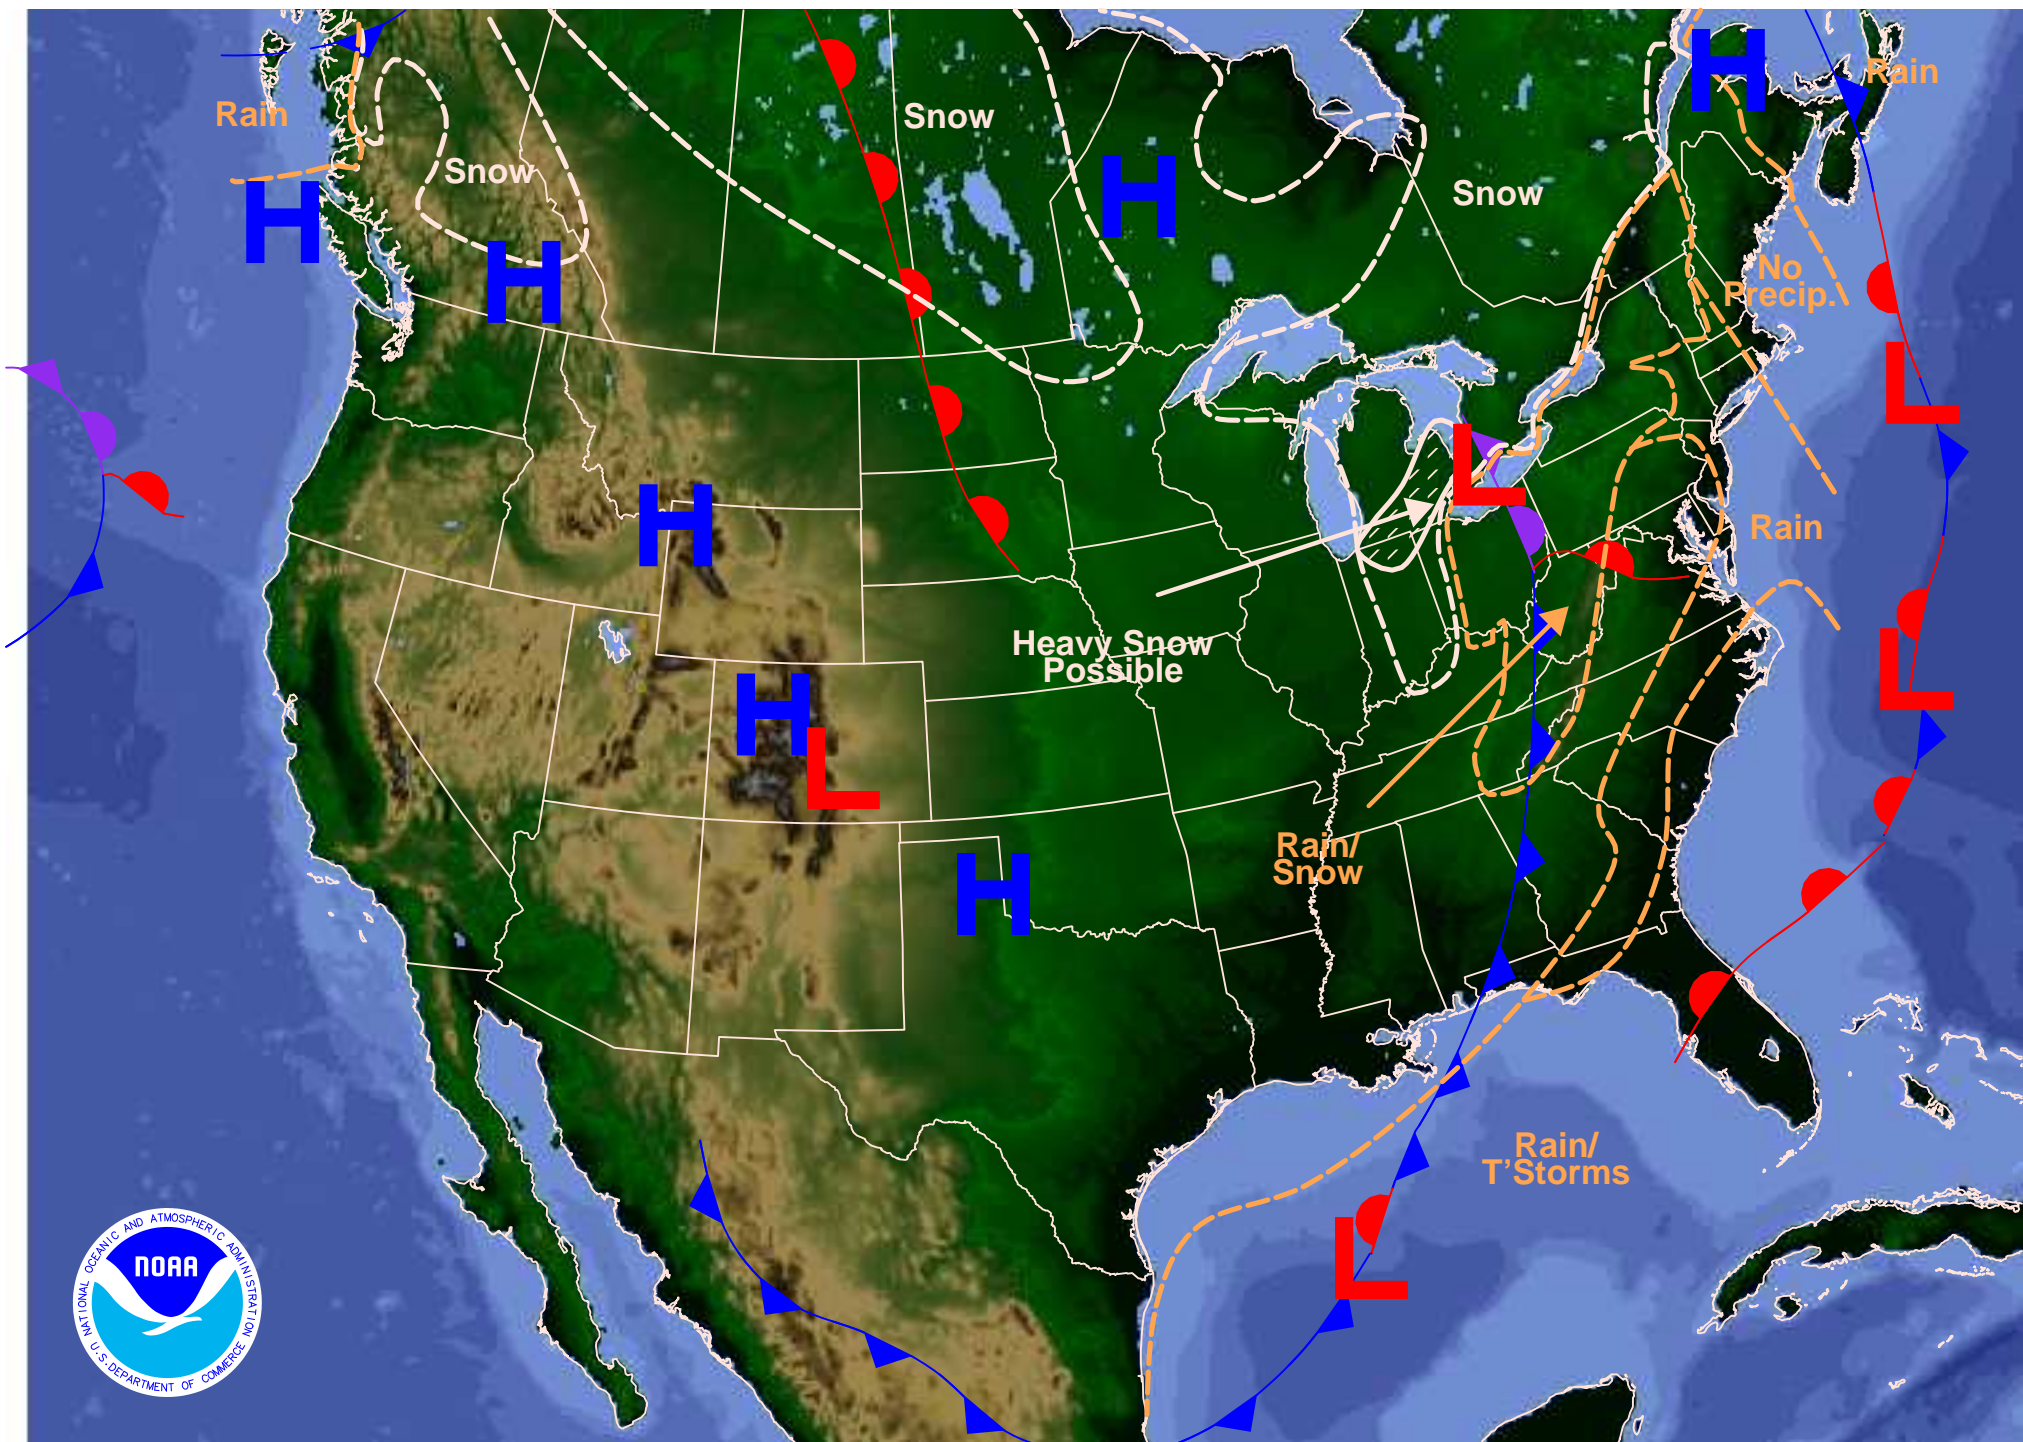 H
Rain
Rain
Snow
Snow
H
H
Snow
H
H
No
Precip.
L
L
H
Rain
Heavy Snow
Possible
L
H
L
Rain/
Snow
H
Rain/
T'Storms
L
NATIONAL OCEANIC AND ATMOSPHERIC ADMINISTRATION
NOAA
U.S. DEPARTMENT OF COMMERCE